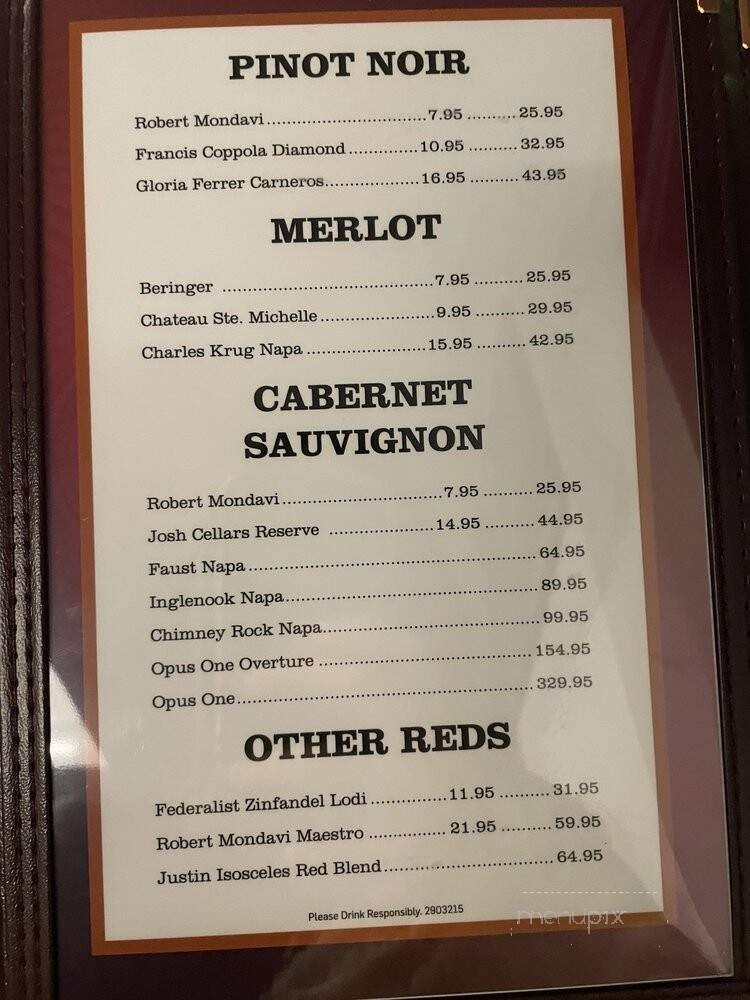 PINOT NOIR
Robert Mondavi................................7.95 ..........25.95
Francis Coppola Diamond..............10.95 ..........32.95
Gloria Ferrer Carneros...................16.95 ..........43.95
MERLOT
Beringer ..........................................7.95 ..........25.95
Chateau Ste. Michelle.......................9.95 ..........29.95
Charles Krug Napa........................15.95 ..........42.95
CABERNET
SAUVIGNON
Robert Mondavi................................7.95 ..........25.95
Josh Cellars Reserve .....................14.95 ..........44.95
Faust Napa..........................................................64.95
Inglenook Napa...................................................89.95
Chimney Rock Napa............................................99.95
Opus One Overture ...........................................154.95
Opus One...........................................................329.95
OTHER REDS
Federalist Zinfandel Lodi...............11.95 ..........31.95
Robert Mondavi Maestro ............... 21.95 ..........59.95
Justin Isosceles Red Blend..................................64.95
Please Drink Responsibly. 2903215
menupix